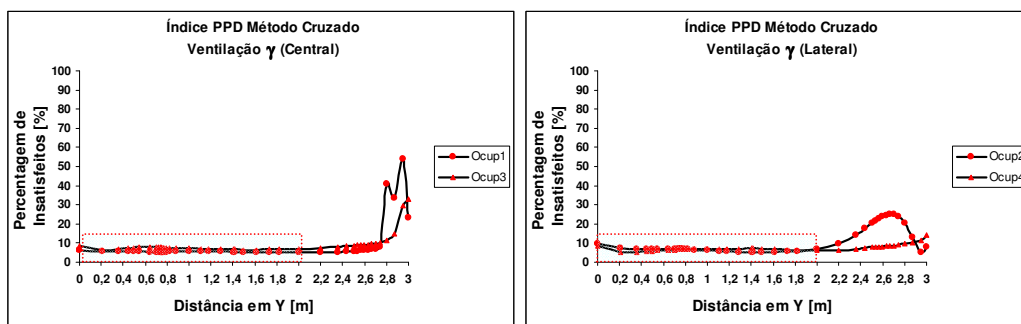 Índice PPD Método Cruzado
Ventilação γ (Central)
Percentagem de
Insatisfeitos [%]
100
90
80
70
60
50
40
30
20
10
0
0 0,2 0,4 0,6 0,8 1 1,2 1,4 1,6 1,8 2 2,2 2,4 2,6 2,8 3
Distância em Y [m]
Ocup1
Ocup3
Índice PPD Método Cruzado
Ventilação γ (Lateral)
Percentagem de
Insatisfeitos [%]
100
90
80
70
60
50
40
30
20
10
0
0 0,2 0,4 0,6 0,8 1 1,2 1,4 1,6 1,8 2 2,2 2,4 2,6 2,8 3
Distância em Y [m]
Ocup2
Ocup4